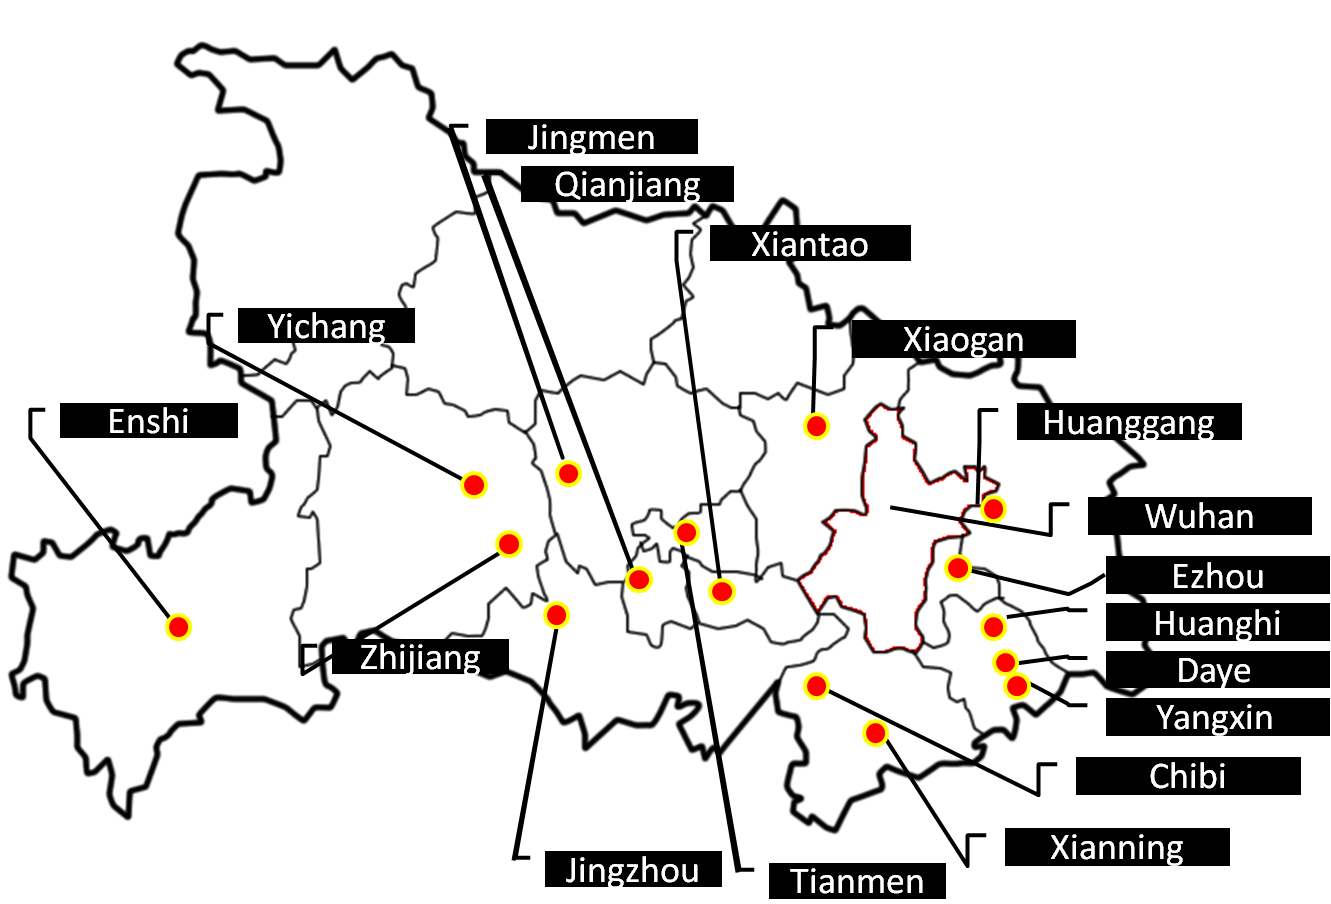 Jingmen
Qianjiang
Xiantao
Yichang
Xiaogan
Enshi
Huanggang
Wuhan
Ezhou
Huanghi
Zhijiang
Daye
Yangxin
Chibi
Xianning
Jingzhou
Tianmen